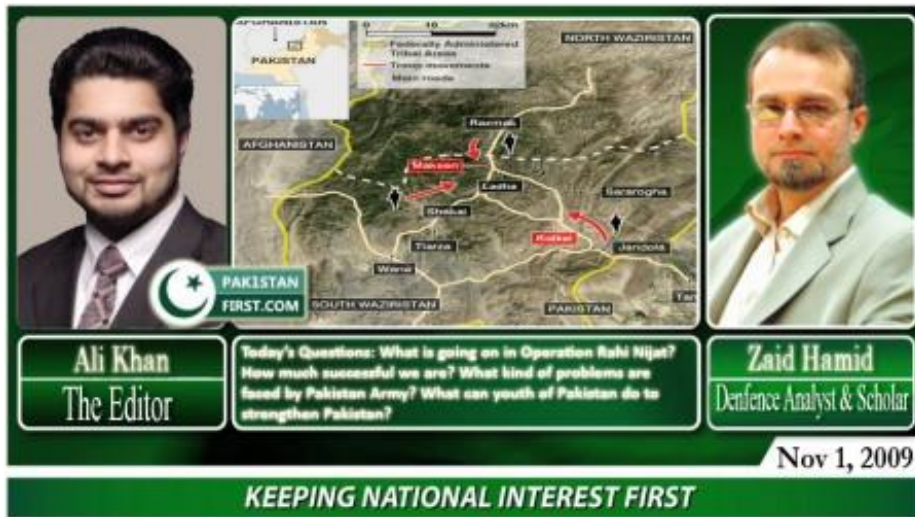 0 10 32km
PAKISTAN
Federally Administered
Tribal Areas
Troop movements
Main roads
NORTH WAZIRISTAN
AFGHANISTAN
Razmak
Makeen
Ladha
Sararogha
Shakai
Kotkai
Tiarza
Jandola
Wana
SOUTH WAZIRISTAN
PAKISTAN
PAKISTAN
FIRST.COM
Ali Khan
The Editor
Today's Questions: What is going on in Operation Rahi Nijat?
How much successful we are? What kind of problems are
faced by Pakistan Army? What can youth of Pakistan do to
strengthen Pakistan?
Zaid Hamid
Denfence Analyst & Scholar
Nov 1, 2009
KEEPING NATIONAL INTEREST FIRST